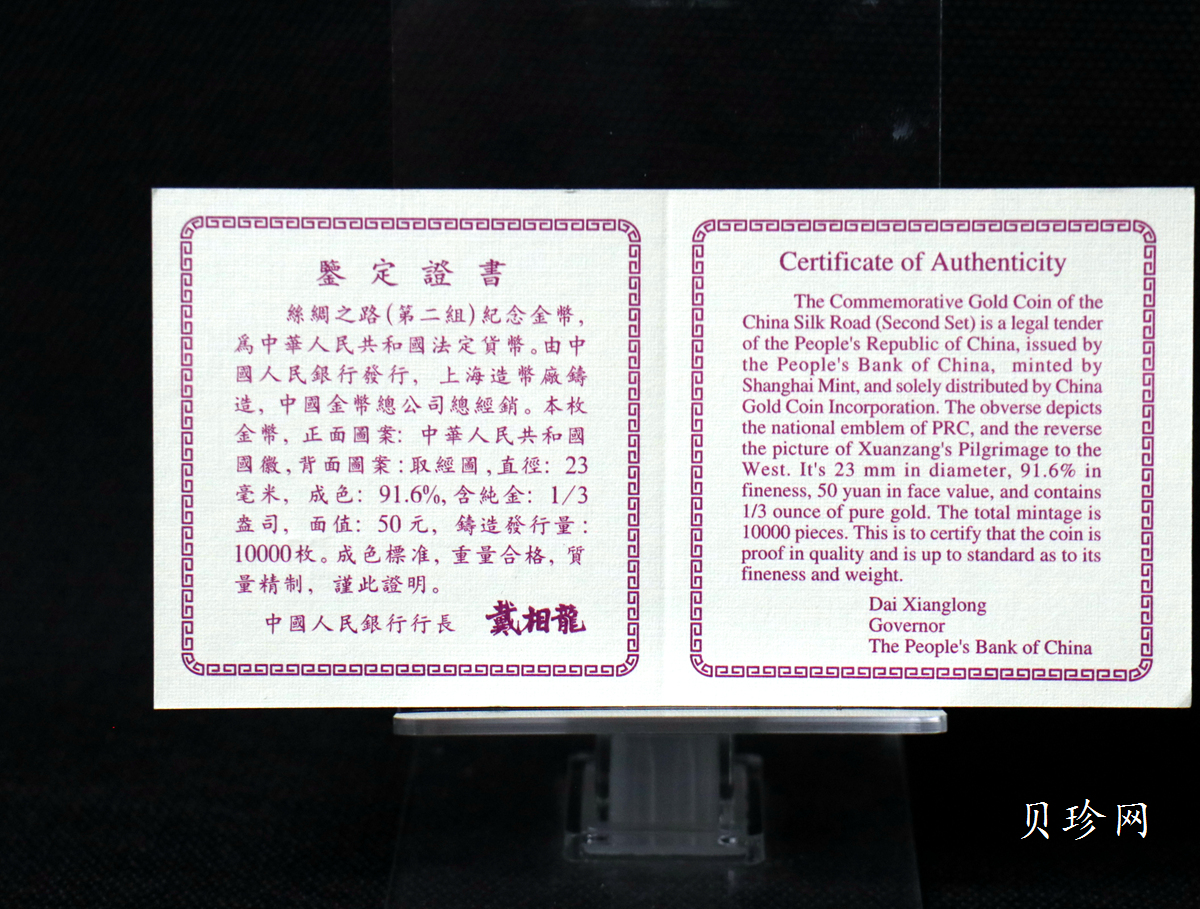 鑒定證書
絲綢之路(第二組)紀念金幣,
爲中華人民共和國法定貨幣。由中
國人民銀行發行, 上海造幣廠鑄
造, 中國金幣總公司總經銷。本枚
金幣, 正面圖案: 中華人民共和國
國徽, 背面圖案: 取經圖, 直徑: 23
毫米, 成色: 91.6%, 含純金: 1/3
盎司, 面值: 50元, 鑄造發行量:
10000枚。成色標准, 重量合格, 質
量精制, 謹此證明。
中國人民銀行行長 戴相龍
Certificate of Authenticity
The Commemorative Gold Coin of the
China Silk Road (Second Set) is a legal tender
of the People's Republic of China, issued by
the People's Bank of China, minted by
Shanghai Mint, and solely distributed by China
Gold Coin Incorporation. The obverse depicts
the national emblem of PRC, and the reverse
the picture of Xuanzang's Pilgrimage to the
West. It's 23 mm in diameter, 91.6% in
fineness, 50 yuan in face value, and contains
1/3 ounce of pure gold. The total mintage is
10000 pieces. This is to certify that the coin is
proof in quality and is up to standard as to its
fineness and weight.
Dai Xianglong
Governor
The People's Bank of China
贝珍网